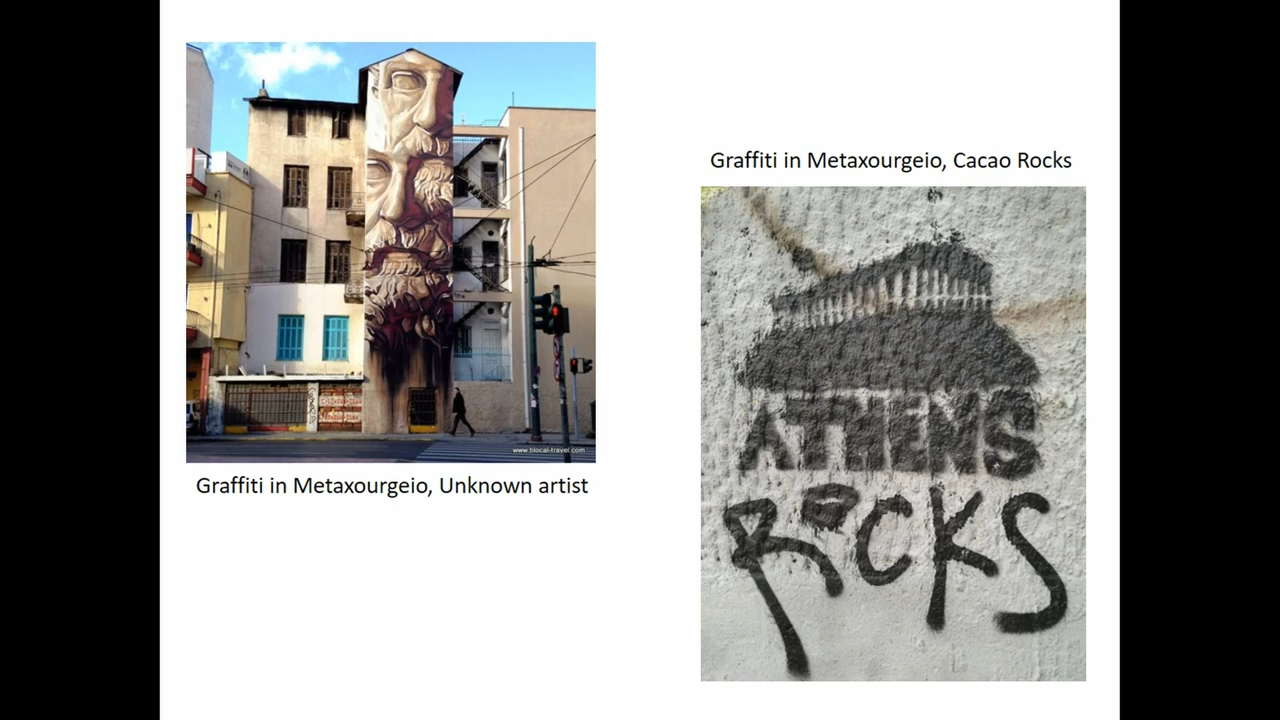 www.blocal-travel.com
Graffiti in Metaxourgeio, Unknown artist
Graffiti in Metaxourgeio, Cacao Rocks
ATHENS
ROCKS